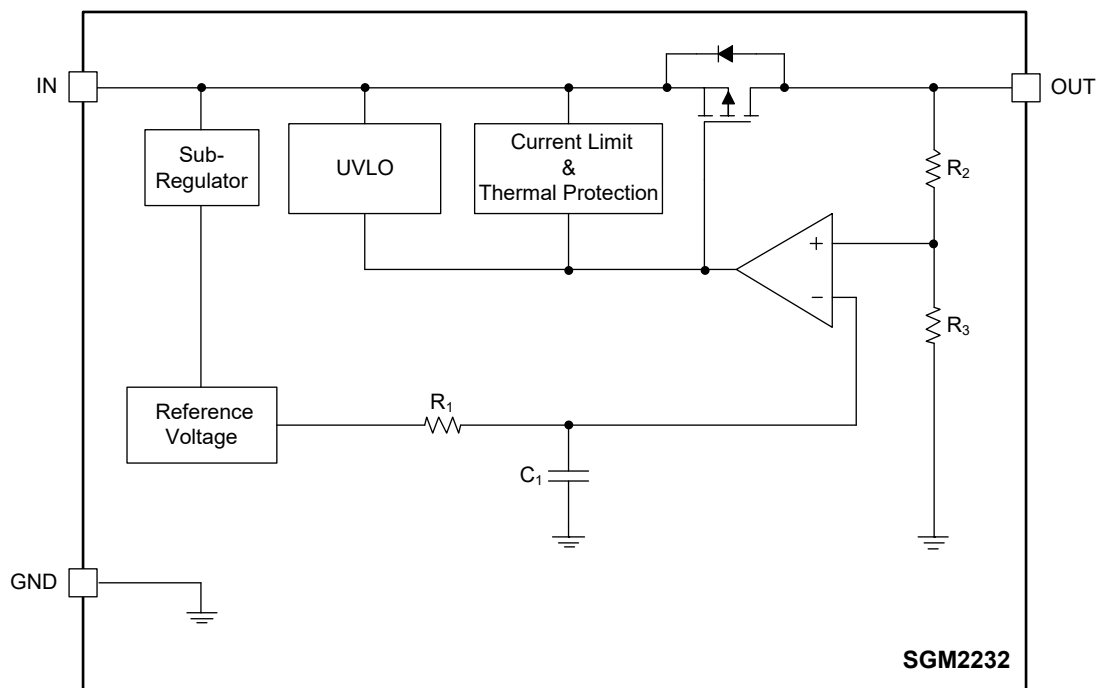 IN
OUT
Sub-
Regulator
UVLO
Current Limit
&
Thermal Protection
R2
+
−
R3
Reference
Voltage
R1
C1
GND
SGM2232